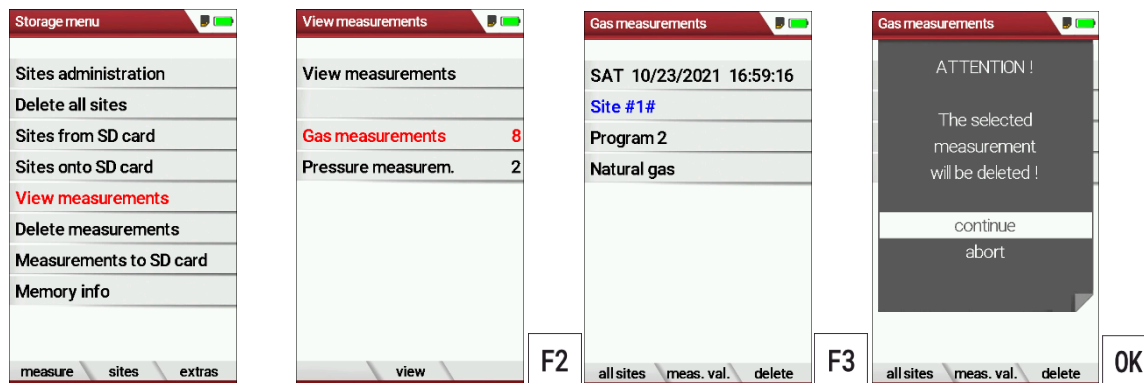 Storage menu
Sites administration
Delete all sites
Sites from SD card
Sites onto SD card
View measurements
Delete measurements
Measurements to SD card
Memory info
measure sites extras
View measurements
View measurements
Gas measurements 8
Pressure measurem. 2
view
F2
Gas measurements
SAT 10/23/2021 16:59:16
Site #1#
Program 2
Natural gas
all sites meas. val. delete
F3
Gas measurements
ATTENTION !
The selected
measurement
will be deleted !
continue
abort
all sites meas. val. delete
OK